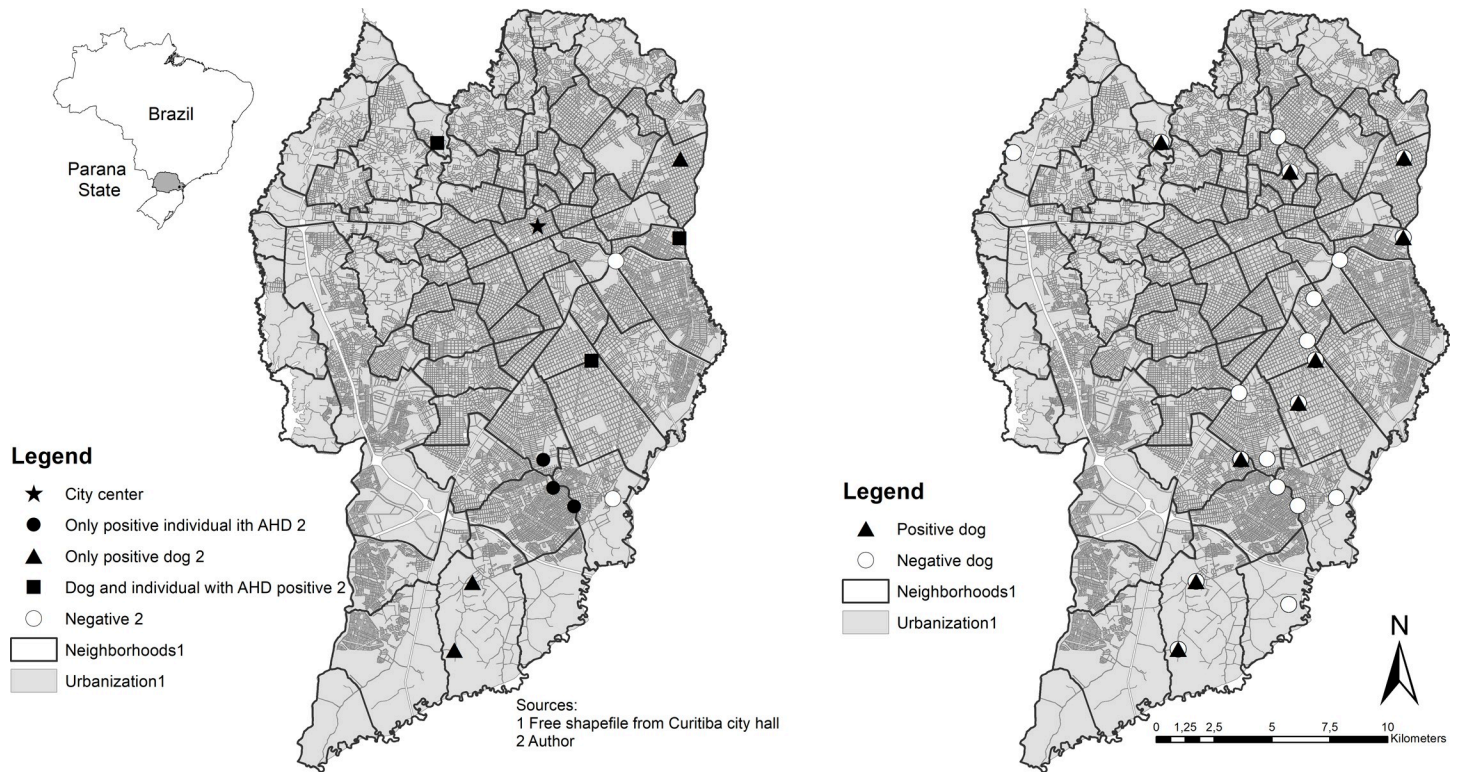 Brazil
Parana
State
Legend
City center
Only positive individual ith AHD 2
Only positive dog 2
Dog and individual with AHD positive 2
Negative 2
Neighborhoods1
Urbanization1
Sources:
1 Free shapefile from Curitiba city hall
2 Author
Legend
Positive dog
Negative dog
Neighborhoods1
Urbanization1
N
0 1,25 2,5 5 7,5 10
Kilometers